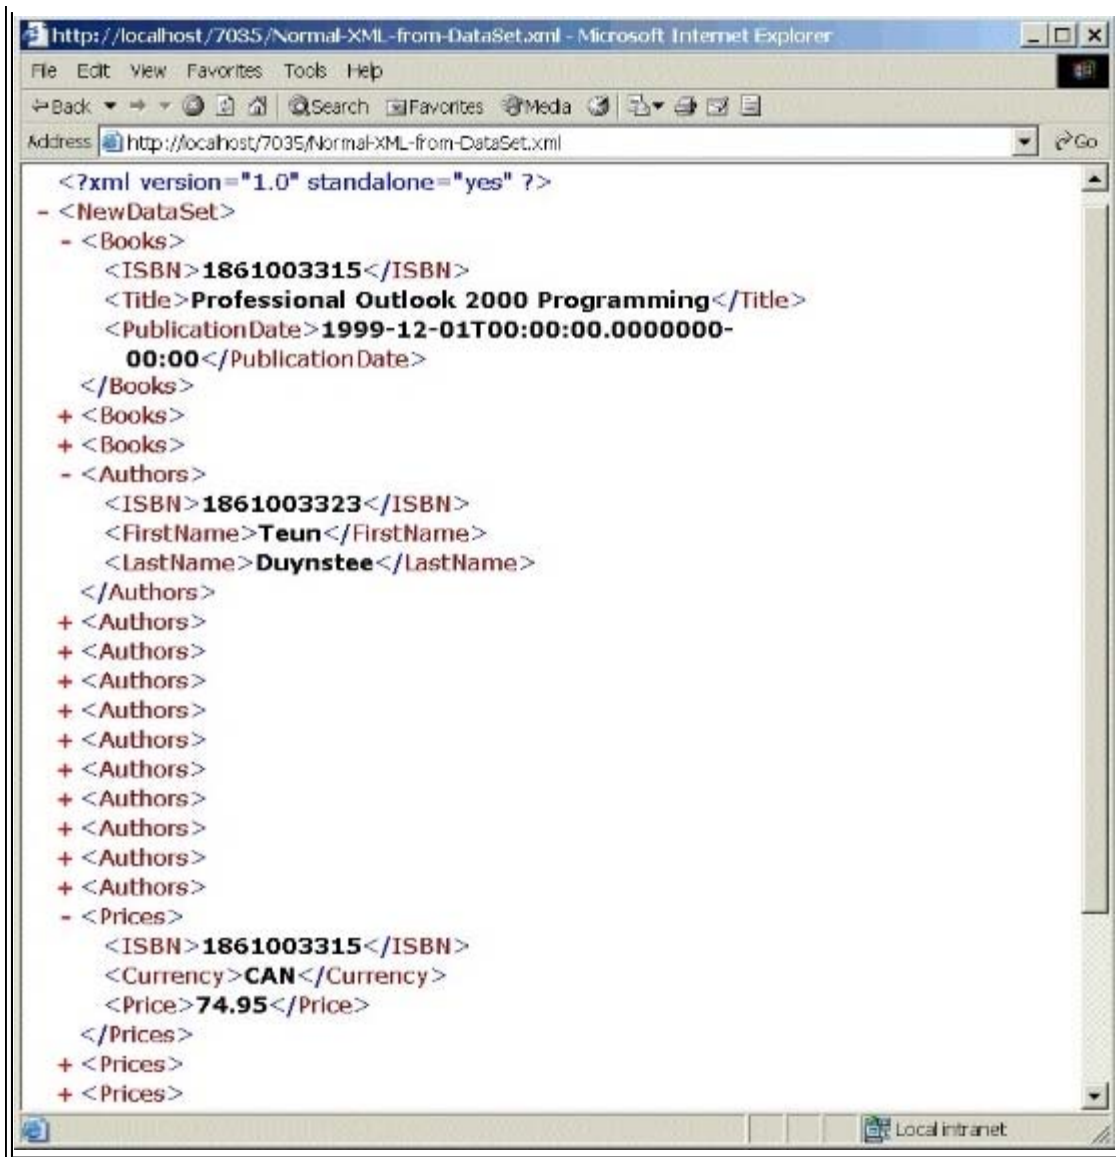 http://localhost/7035/Normal-XML-from-DataSet.xml - Microsoft Internet Explorer
File Edit View Favorites Tools Help
Back Search Favorites Media
Address http://localhost/7035/Normal-XML-from-DataSet.xml Go
<?xml version="1.0" standalone="yes" ?>
- <NewDataSet>
- <Books>
<ISBN>1861003315</ISBN>
<Title>Professional Outlook 2000 Programming</Title>
<PublicationDate>1999-12-01T00:00:00.0000000-
00:00</PublicationDate>
</Books>
+ <Books>
+ <Books>
- <Authors>
<ISBN>1861003323</ISBN>
<FirstName>Teun</FirstName>
<LastName>Duynstee</LastName>
</Authors>
+ <Authors>
+ <Authors>
+ <Authors>
+ <Authors>
+ <Authors>
+ <Authors>
+ <Authors>
+ <Authors>
+ <Authors>
+ <Authors>
- <Prices>
<ISBN>1861003315</ISBN>
<Currency>CAN</Currency>
<Price>74.95</Price>
</Prices>
+ <Prices>
+ <Prices>
Local intranet